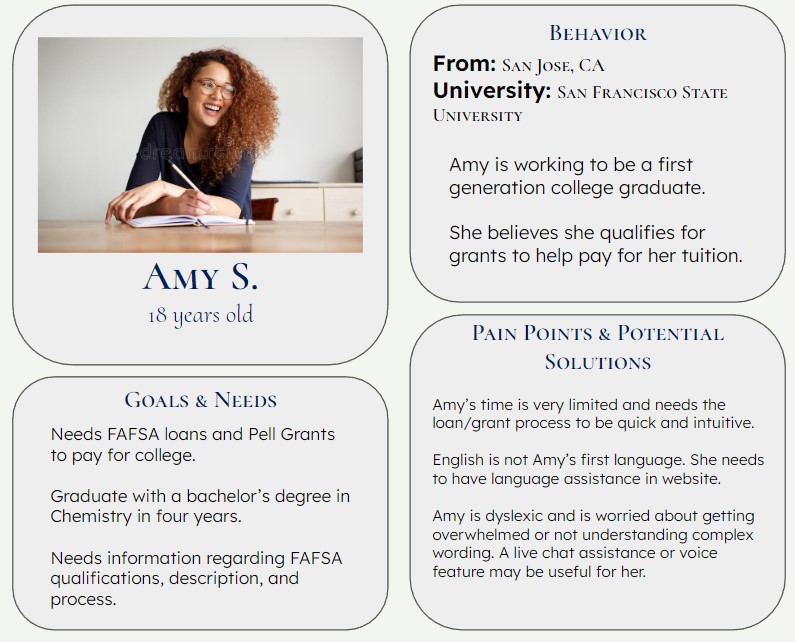 Amy S.
18 years old
Goals & Needs
Needs FAFSA loans and Pell Grants
to pay for college.
Graduate with a bachelor's degree in
Chemistry in four years.
Needs information regarding FAFSA
qualifications, description, and
process.
Behavior
From: San Jose, CA
University: San Francisco State
University
Amy is working to be a first
generation college graduate.
She believes she qualifies for
grants to help pay for her tuition.
Pain Points & Potential
Solutions
Amy's time is very limited and needs the
loan/grant process to be quick and intuitive.
English is not Amy's first language. She needs
to have language assistance in website.
Amy is dyslexic and is worried about getting
overwhelmed or not understanding complex
wording. A live chat assistance or voice
feature may be useful for her.